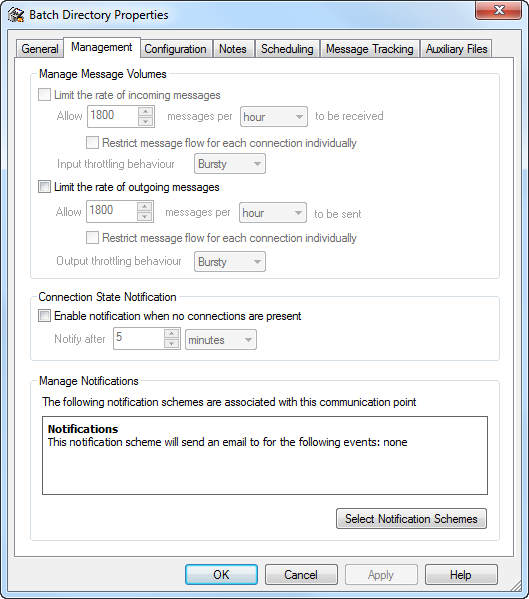 Batch Directory Properties
General Management Configuration Notes Scheduling Message Tracking Auxiliary Files
Manage Message Volumes
Limit the rate of incoming messages
Allow 1800 messages per hour to be received
Restrict message flow for each connection individually
Input throttling behaviour Bursty
Limit the rate of outgoing messages
Allow 1800 messages per hour to be sent
Restrict message flow for each connection individually
Output throttling behaviour Bursty
Connection State Notification
Enable notification when no connections are present
Notify after 5 minutes
Manage Notifications
The following notification schemes are associated with this communication point
Notifications
This notification scheme will send an email to for the following events: none
Select Notification Schemes
OK Cancel Apply Help